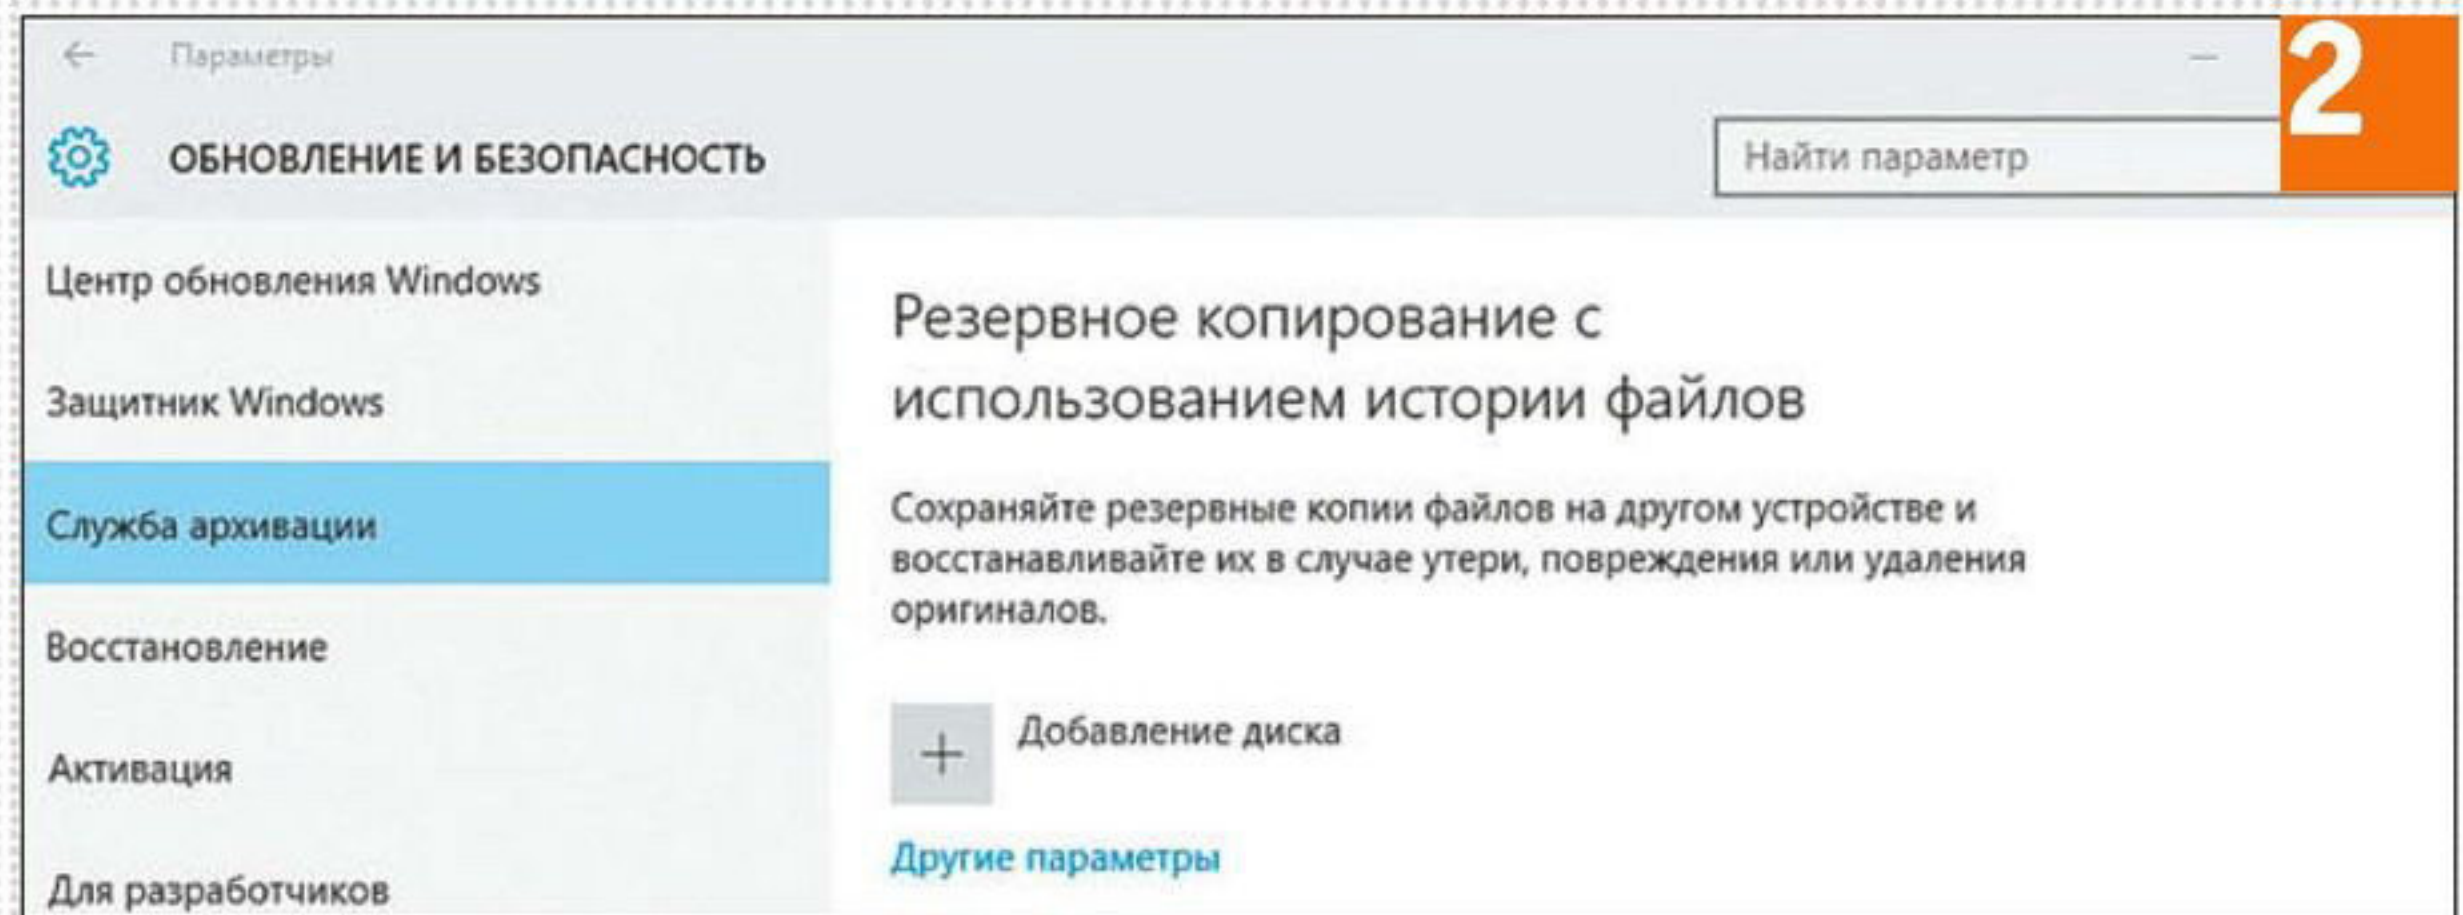 Параметры
2
ОБНОВЛЕНИЕ И БЕЗОПАСНОСТЬ
Найти параметр
Центр обновления Windows
Защитник Windows
Служба архивации
Восстановление
Активация
Для разработчиков
Резервное копирование с
использованием истории файлов
Сохраняйте резервные копии файлов на другом устройстве и
восстанавливайте их в случае утери, повреждения или удаления
оригиналов.
Добавление диска
Другие параметры